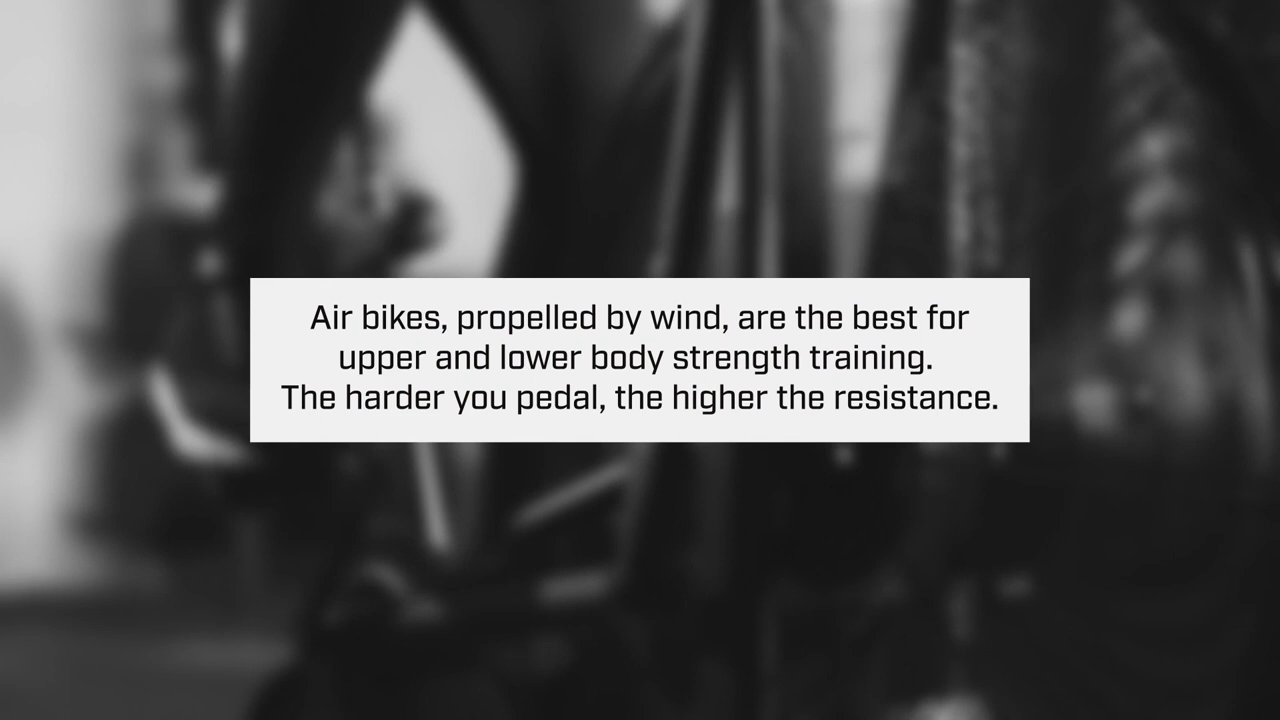 Air bikes, propelled by wind, are the best for
upper and lower body strength training.
The harder you pedal, the higher the resistance.